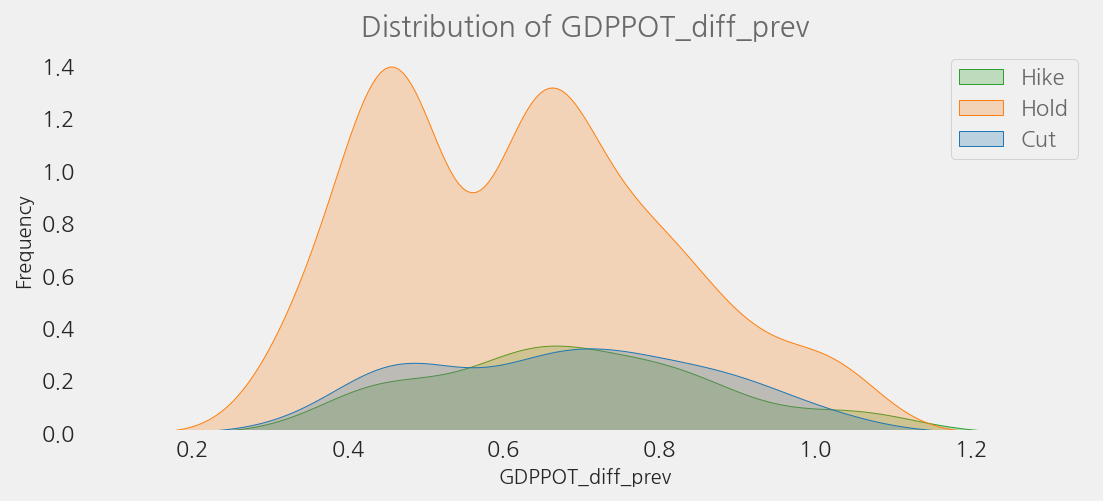 Distribution of GDPPOT_diff_prev
Hike
Hold
Cut
Frequency
1.4
1.2
1.0
0.8
0.6
0.4
0.2
0.0
0.2 0.4 0.6 0.8 1.0 1.2
GDPPOT_diff_prev